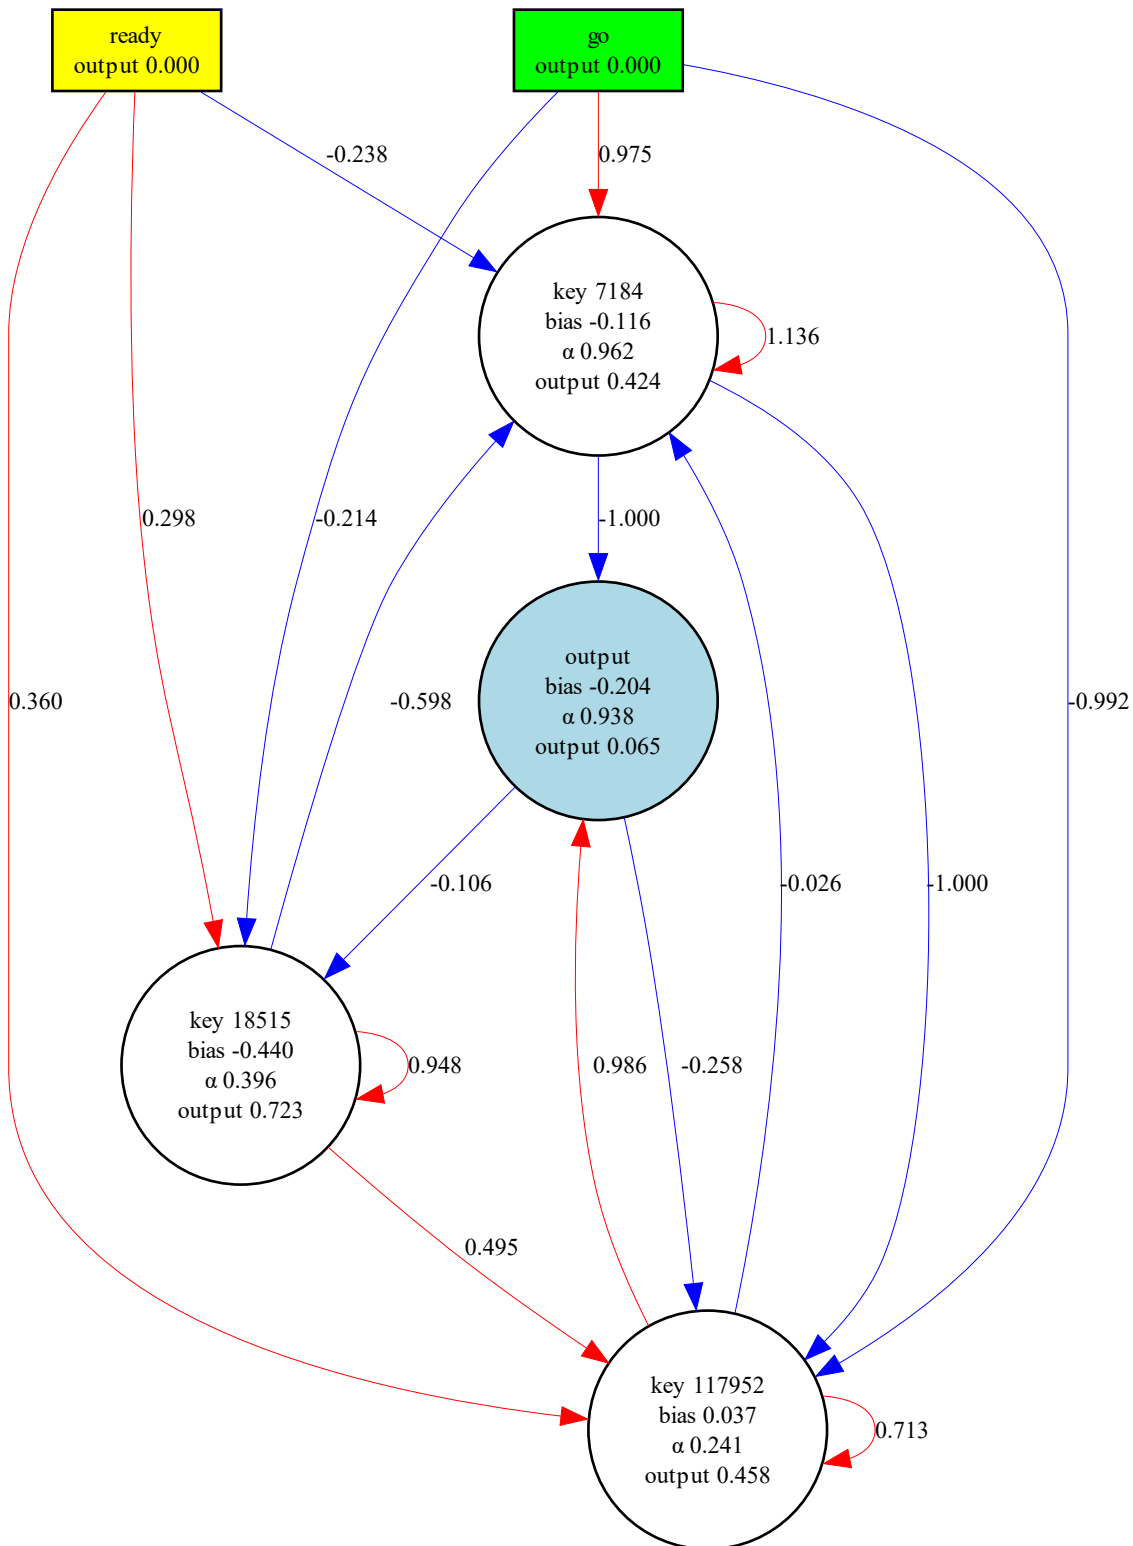 ready
output 0.000
go
output 0.000
-0.238
0.975
key 7184
bias -0.116
α 0.962
output 0.424
1.136
0.298
-0.214
-1.000
output
bias -0.204
α 0.938
output 0.065
0.360
-0.598
-0.992
-0.106
-0.026
-1.000
key 18515
bias -0.440
α 0.396
output 0.723
0.948
0.986
-0.258
0.495
key 117952
bias 0.037
α 0.241
output 0.458
0.713